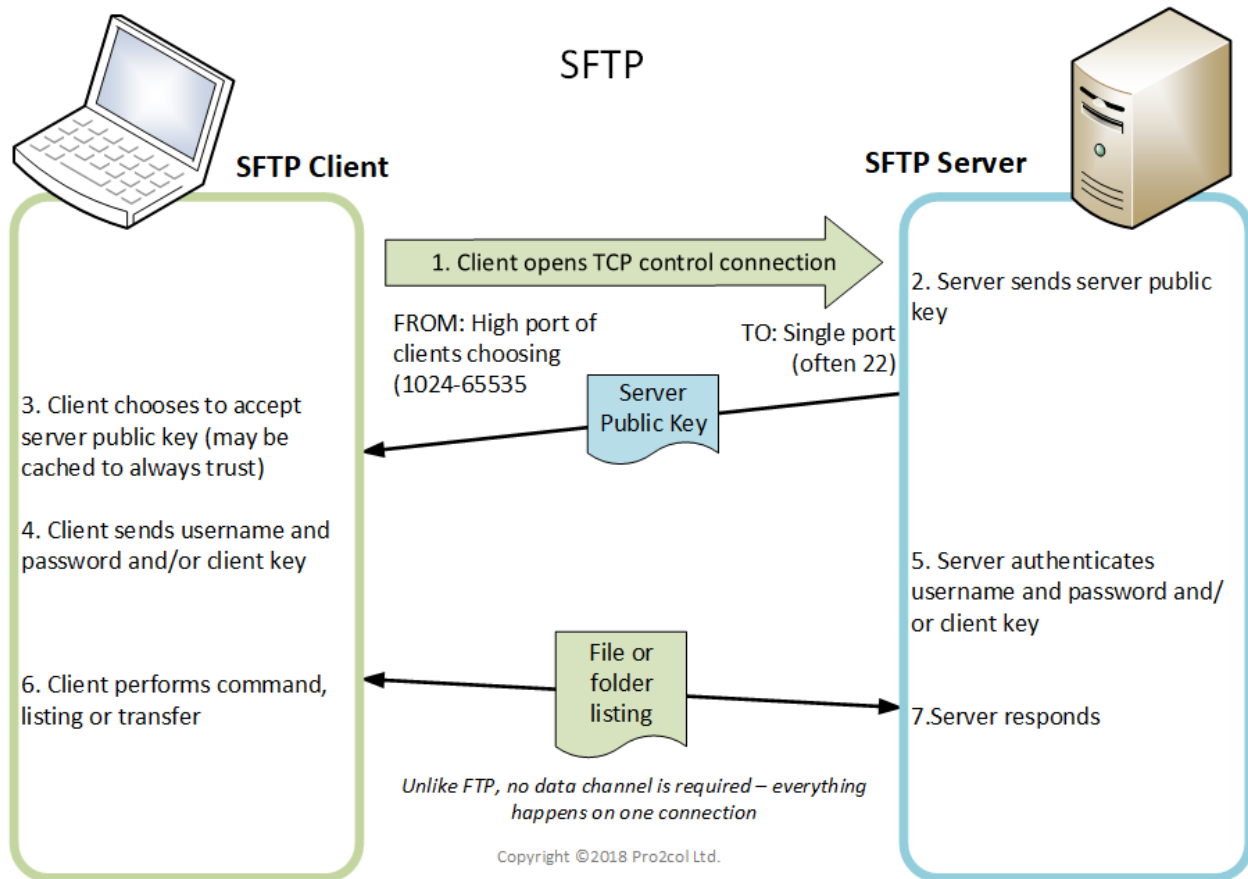 SFTP
SFTP Client
SFTP Server
1. Client opens TCP control connection
2. Server sends server public
key
FROM: High port of
clients choosing
(1024-65535
TO: Single port
(often 22)
Server
Public Key
3. Client chooses to accept
server public key (may be
cached to always trust)
4. Client sends username and
password and/or client key
5. Server authenticates
username and password and/
or client key
File or
folder
listing
6. Client performs command,
listing or transfer
7.Server responds
Unlike FTP, no data channel is required – everything
happens on one connection
Copyright ©2018 Pro2col Ltd.